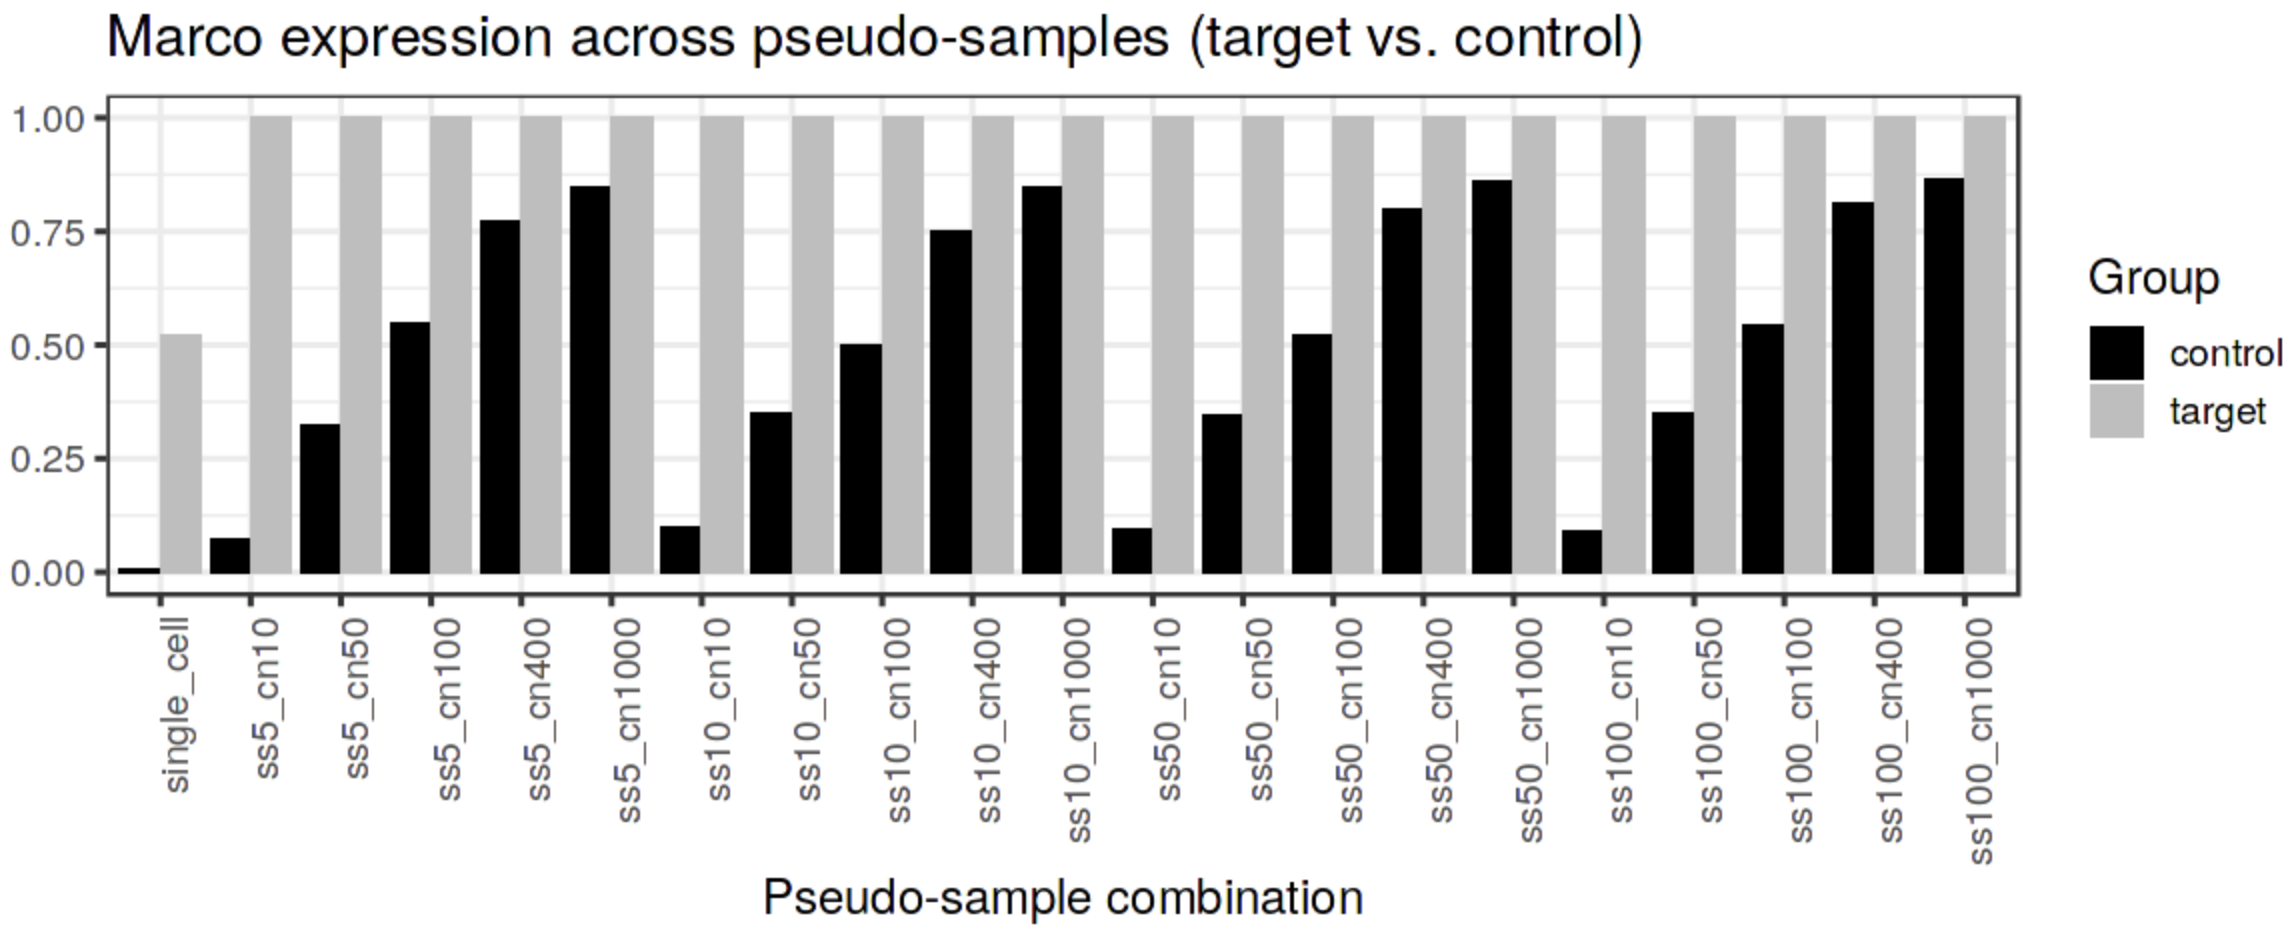 Marco expression across pseudo-samples (target vs. control)
1.00
0.75
0.50
0.25
0.00
single_cell
ss5_cn10
ss5_cn50
ss5_cn100
ss5_cn400
ss5_cn1000
ss10_cn10
ss10_cn50
ss10_cn100
ss10_cn400
ss10_cn1000
ss50_cn10
ss50_cn50
ss50_cn100
ss50_cn400
ss50_cn1000
ss100_cn10
ss100_cn50
ss100_cn100
ss100_cn400
ss100_cn1000
Pseudo-sample combination
Group
control
target